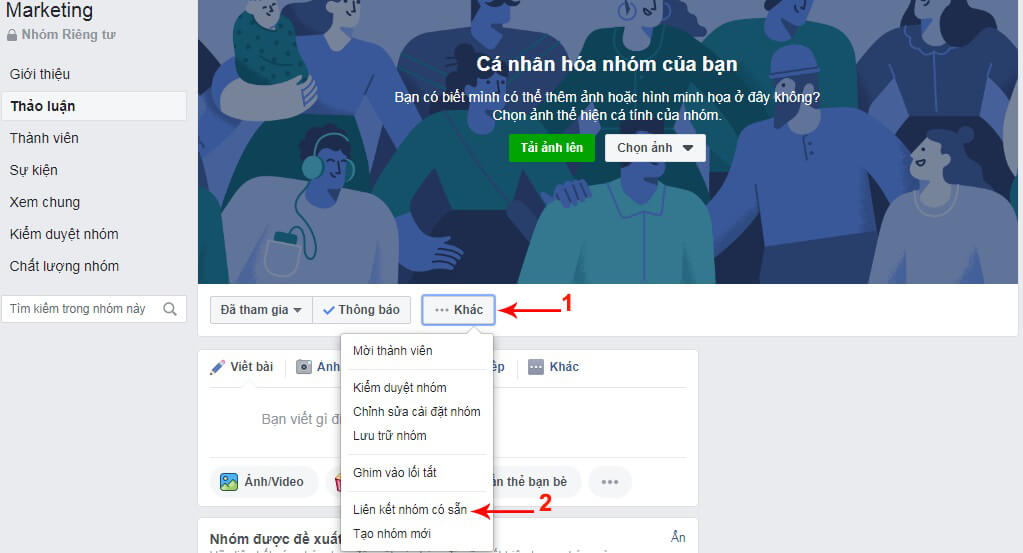 Marketing
Nhóm Riêng tư
Giới thiệu
Thảo luận
Thành viên
Sự kiện
Xem chung
Kiểm duyệt nhóm
Chất lượng nhóm
Tìm kiếm trong nhóm này
Cá nhân hóa nhóm của bạn
Bạn có biết mình có thể thêm ảnh hoặc hình minh họa ở đây không?
Chọn ảnh thể hiện cá tính của nhóm.
Tải ảnh lên Chọn ảnh
Đã tham gia Thông báo ... Khác 1
Mời thành viên
Kiểm duyệt nhóm
Chỉnh sửa cài đặt nhóm
Lưu trữ nhóm
Ghim vào lối tắt
Liên kết nhóm có sẵn 2
Tạo nhóm mới
Viết bài Ảnh Khác
Bạn viết gì đi
Ảnh/Video thẻ bạn bè ...
Nhóm được đề xuất Ẩn